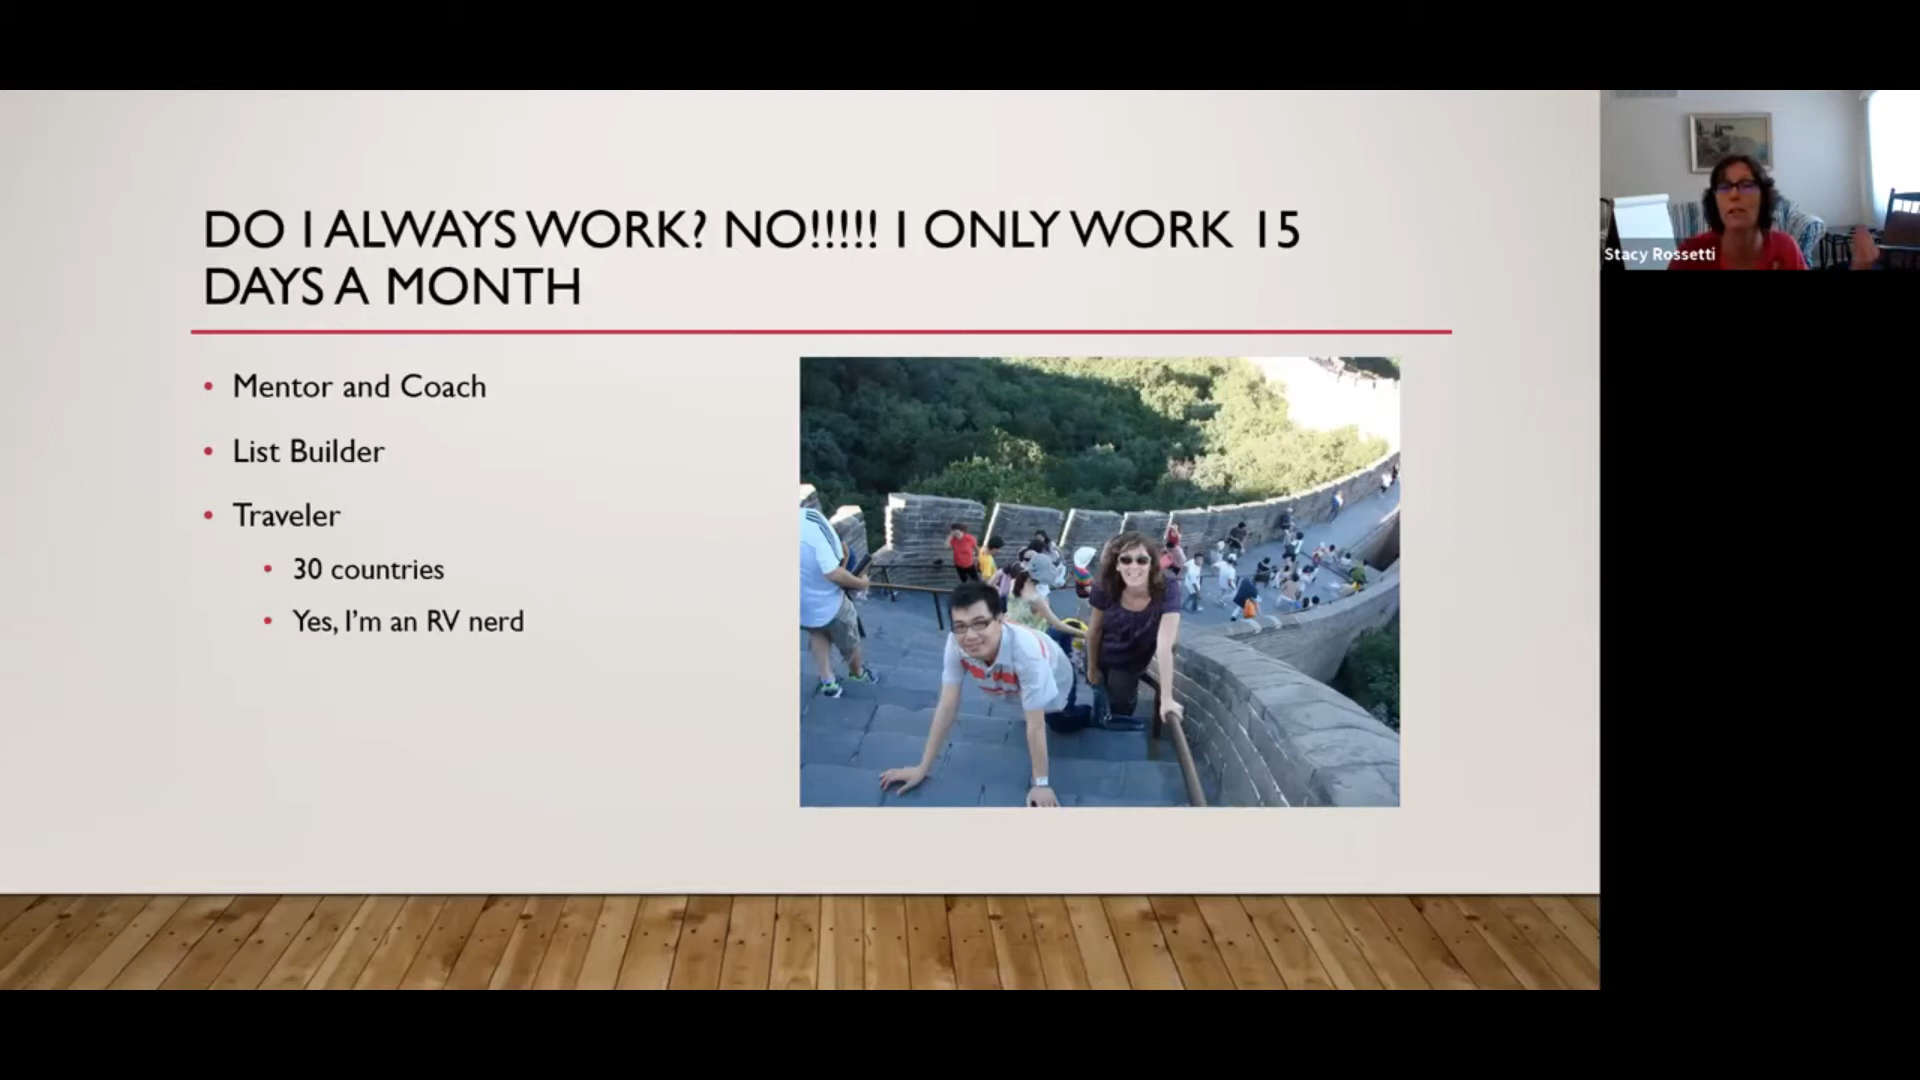 DO I ALWAYS WORK? NO!!!!! I ONLY WORK 15
DAYS A MONTH
• Mentor and Coach
• List Builder
• Traveler
• 30 countries
• Yes, I'm an RV nerd
Stacy Rossetti